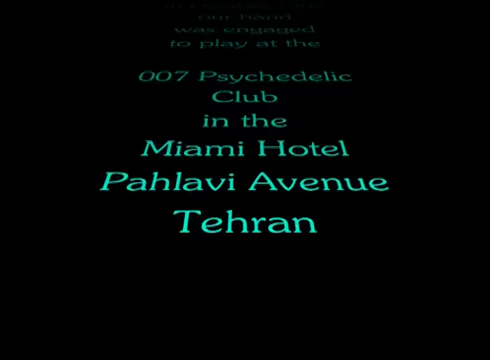 our band
was engaged
to play at the
007 Psychedelic
Club
in the
Miami Hotel
Pahlavi Avenue
Tehran